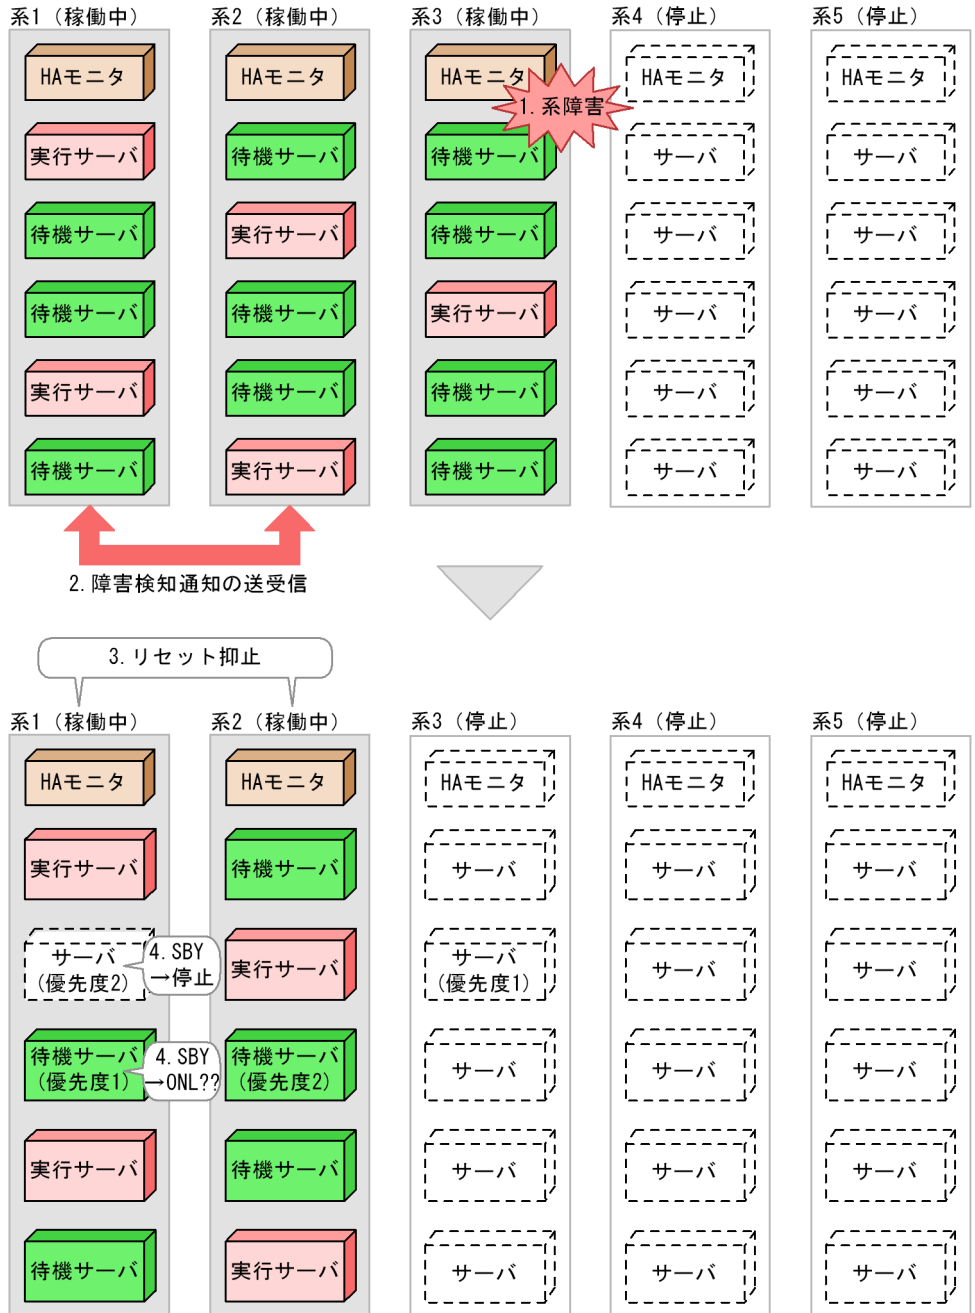 系1（稼働中） 系2（稼働中） 系3（稼働中） 系4（停止） 系5（停止）
HAモニタ HAモニタ HAモニタ HAモニタ HAモニタ
1.系障害
実行サーバ 待機サーバ 待機サーバ サーバ サーバ
待機サーバ 実行サーバ 待機サーバ サーバ サーバ
待機サーバ 待機サーバ 実行サーバ サーバ サーバ
実行サーバ 待機サーバ 待機サーバ サーバ サーバ
待機サーバ 実行サーバ 待機サーバ サーバ サーバ
2.障害検知通知の送受信
3.リセット抑止
系1（稼働中） 系2（稼働中） 系3（停止） 系4（停止） 系5（停止）
HAモニタ HAモニタ HAモニタ HAモニタ HAモニタ
実行サーバ 待機サーバ サーバ サーバ サーバ
サーバ
(優先度2)
4.SBY
→停止
実行サーバ
サーバ
(優先度1)
サーバ サーバ
待機サーバ
(優先度1)
4.SBY
→ONL??
待機サーバ
(優先度2)
サーバ サーバ サーバ
実行サーバ 待機サーバ サーバ サーバ サーバ
待機サーバ 実行サーバ サーバ サーバ サーバ